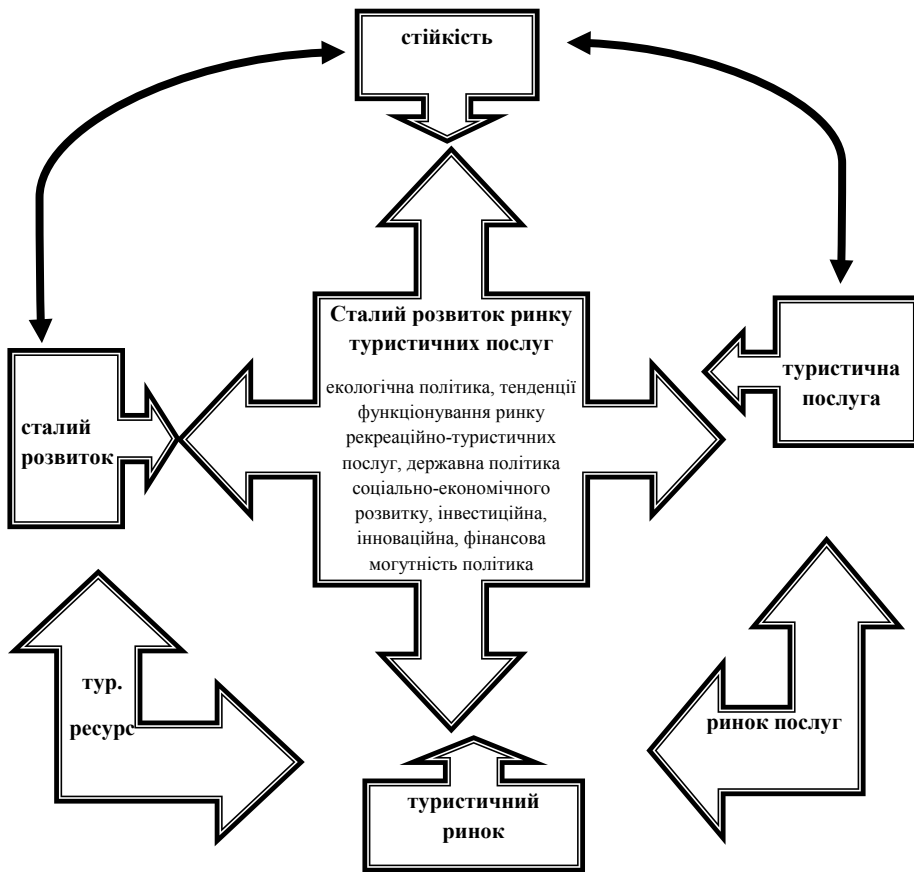 стійкість
Сталий розвиток ринку
туристичних послуг
екологічна політика, тенденції
функціонування ринку
рекреаційно-туристичних
послуг, державна політика
соціально-економічного
розвитку, інвестиційна,
інноваційна, фінансова
могутність політика
туристична
послуга
сталий
розвиток
тур.
ресурс
ринок послуг
туристичний
ринок